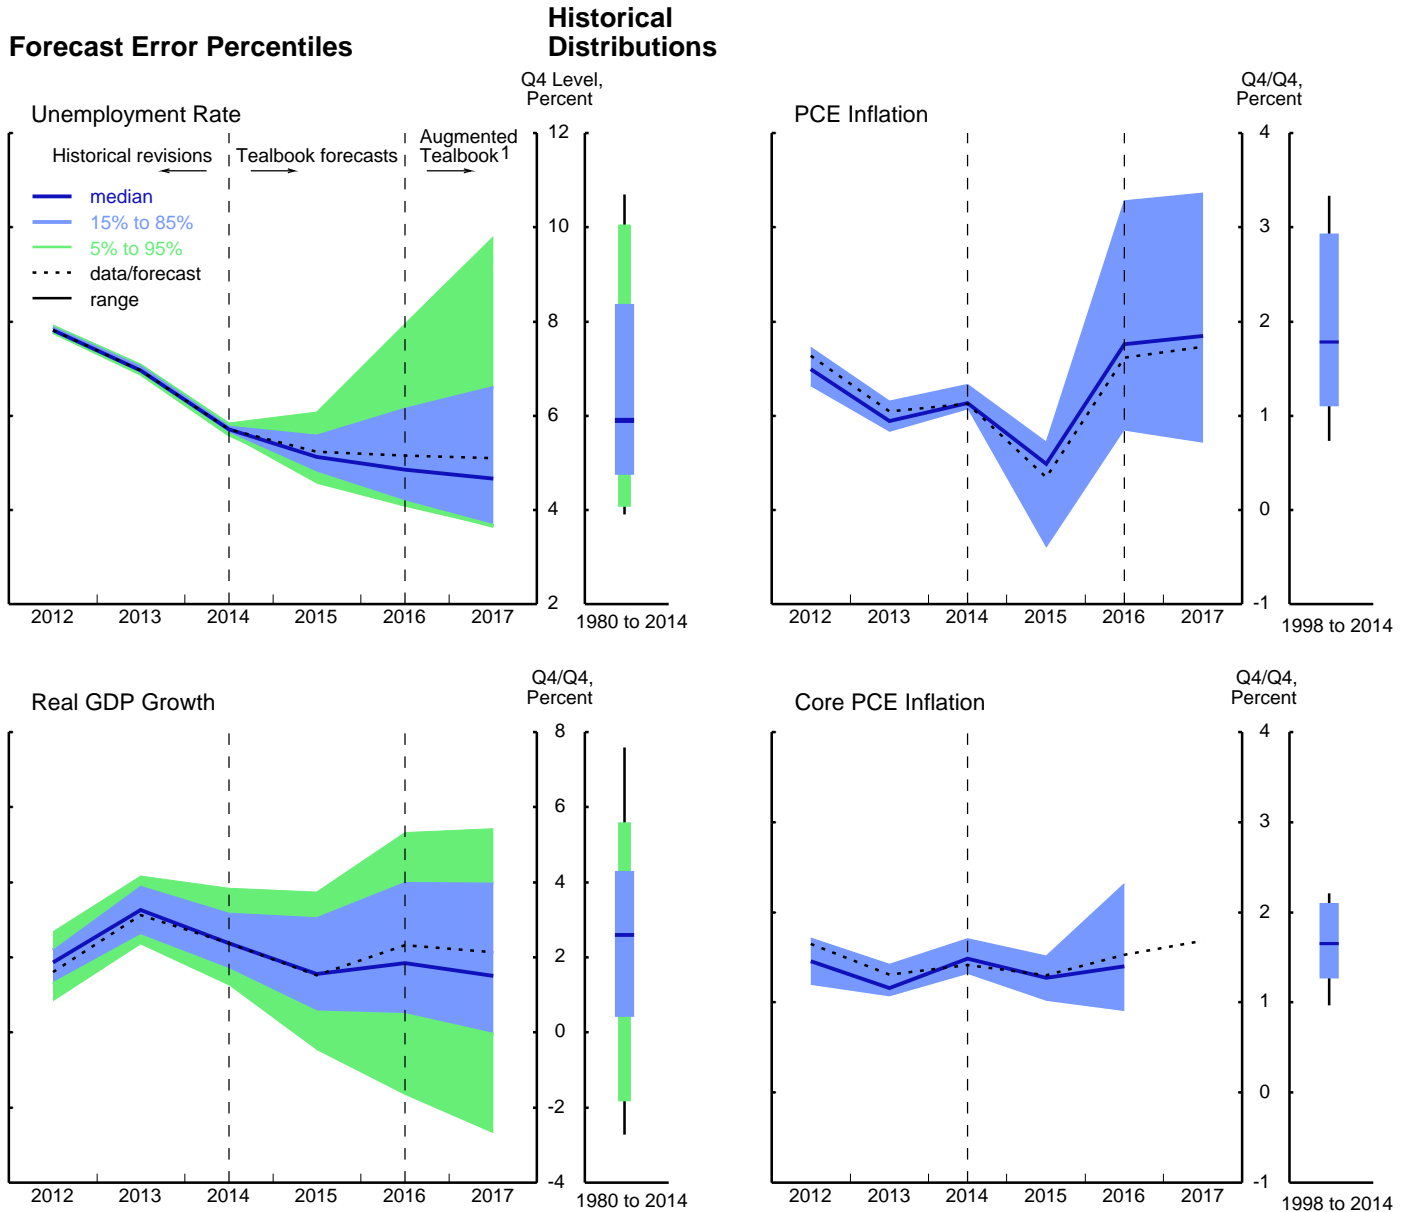 Forecast Error Percentiles
Historical
Distributions
Unemployment Rate
Q4 Level,
Percent
Historical revisions
Tealbook forecasts
Augmented
Tealbook 1
median
15% to 85%
5% to 95%
data/forecast
range
12
10
8
6
4
2
2012 2013 2014 2015 2016 2017
1980 to 2014
PCE Inflation
Q4/Q4,
Percent
4
3
2
1
0
-1
2012 2013 2014 2015 2016 2017
1998 to 2014
Real GDP Growth
Q4/Q4,
Percent
8
6
4
2
0
-2
-4
2012 2013 2014 2015 2016 2017
1980 to 2014
Core PCE Inflation
Q4/Q4,
Percent
4
3
2
1
0
-1
2012 2013 2014 2015 2016 2017
1998 to 2014